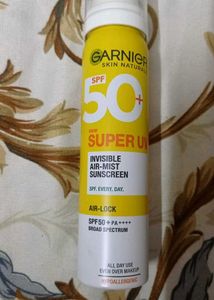 GARNIER
SKIN NATURALS
SPF
50+
NEW
SUPER UV
INVISIBLE
AIR-MIST
SUNSCREEN
SPF. EVERY. DAY.
AIR-LOCK
SPF50+ PA++++
BROAD SPECTRUM
ALL DAY USE
EVEN OVER MAKEUP
HYPOALLERGENIC